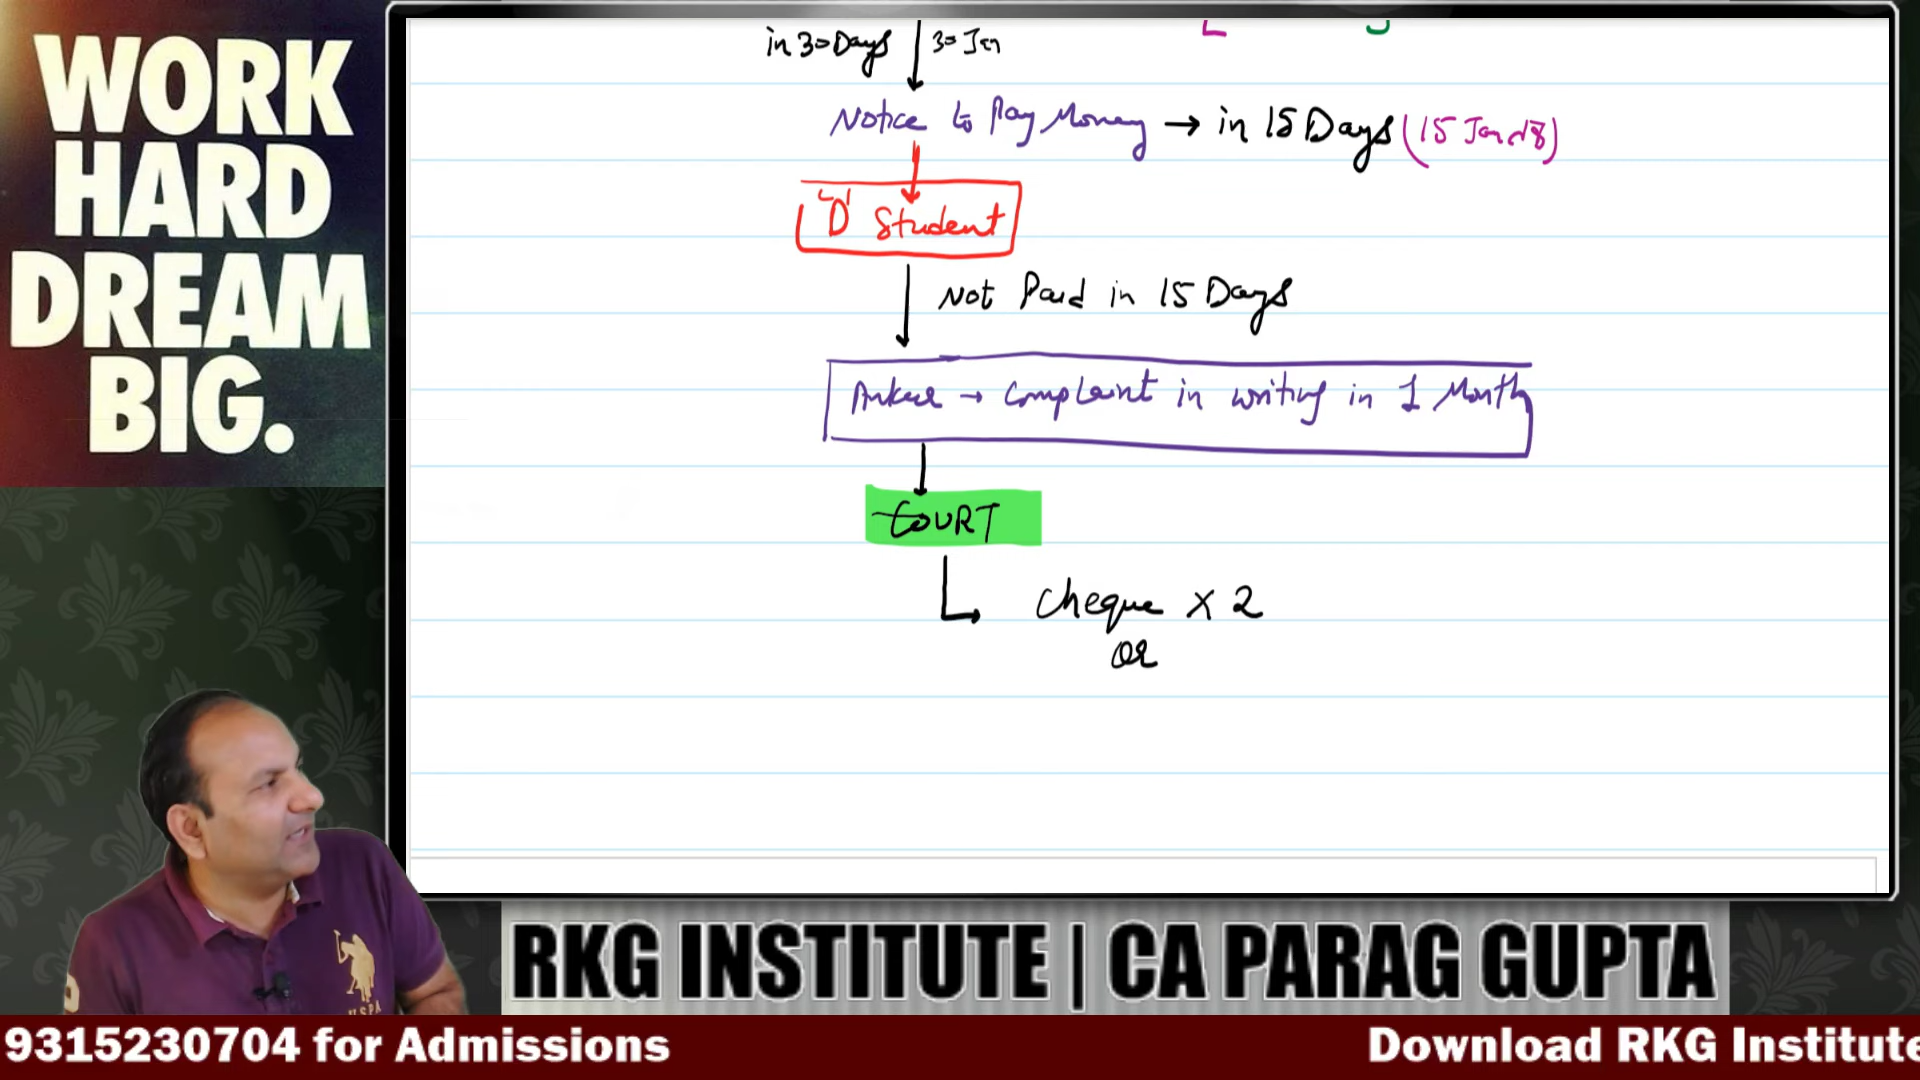 WORK
HARD
DREAM
BIG.
in 30 Days 30 Jan
Notice to Pay Money → in 15 Days (15 Jan 18)
"D" Student
Not Paid in 15 Days
→ Complaint in writing in 1 Month
COURT
Cheque X 2
OR
USPA
RKG INSTITUTE | CA PARAG GUPTA
9315230704 for Admissions
Download RKG Institute